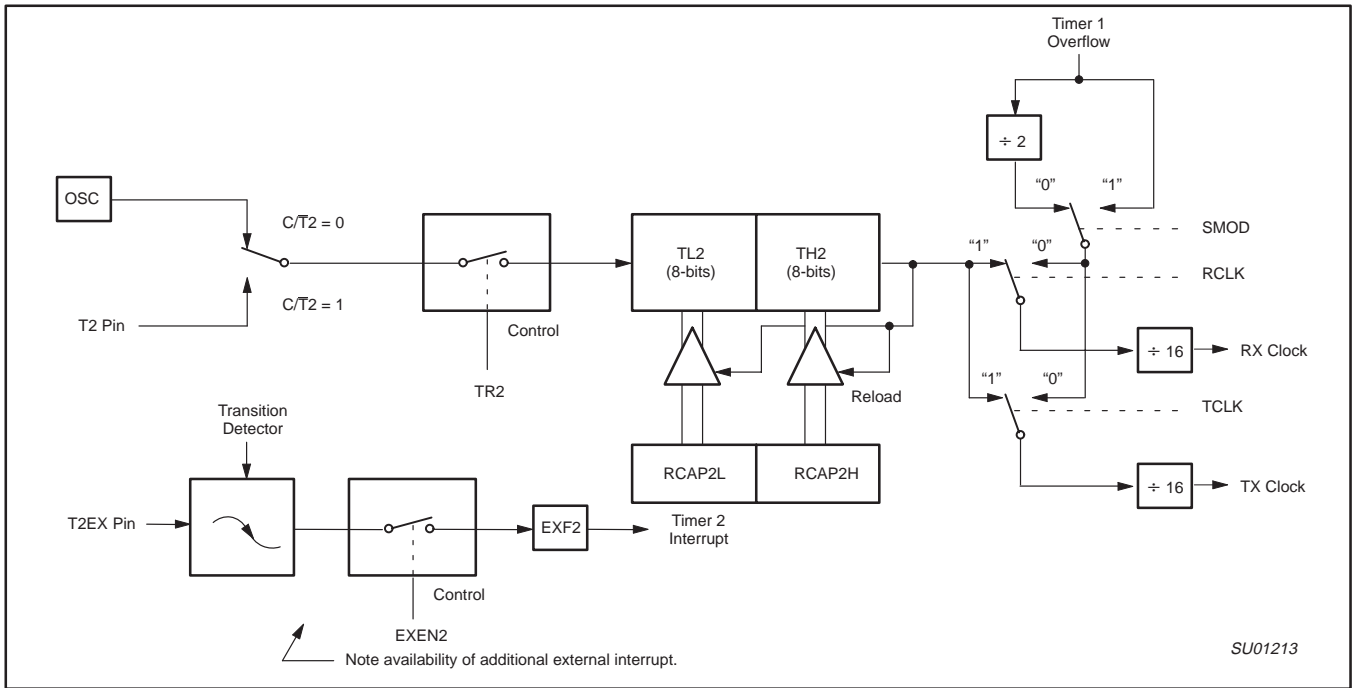 Timer 1
Overflow
÷ 2
OSC
“0”
“1”
C/T̅2 = 0
SMOD
TL2
(8-bits)
TH2
(8-bits)
“1”
“0”
RCLK
C/T̅2 = 1
T2 Pin
Control
÷ 16
RX Clock
TR2
Reload
“1”
“0”
TCLK
Transition
Detector
RCAP2L
RCAP2H
÷ 16
TX Clock
T2EX Pin
EXF2
Timer 2
Interrupt
Control
EXEN2
Note availability of additional external interrupt.
SU01213